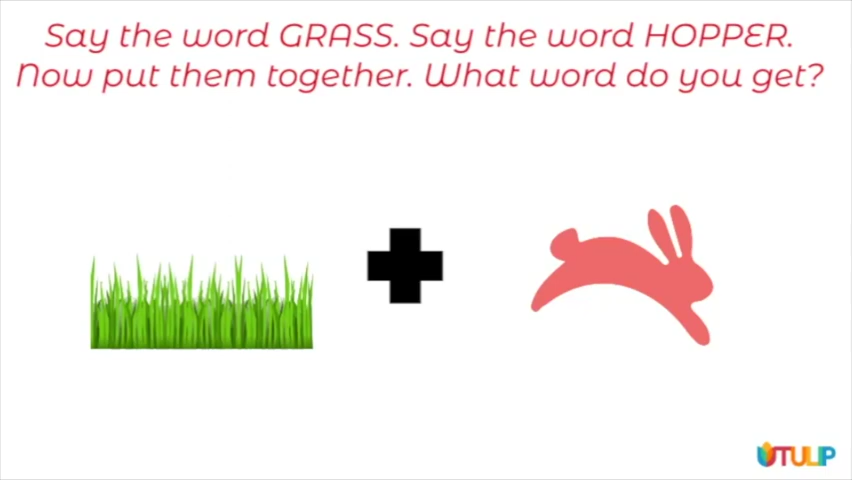 Say the word GRASS. Say the word HOPPER.
Now put them together. What word do you get?
TULIP